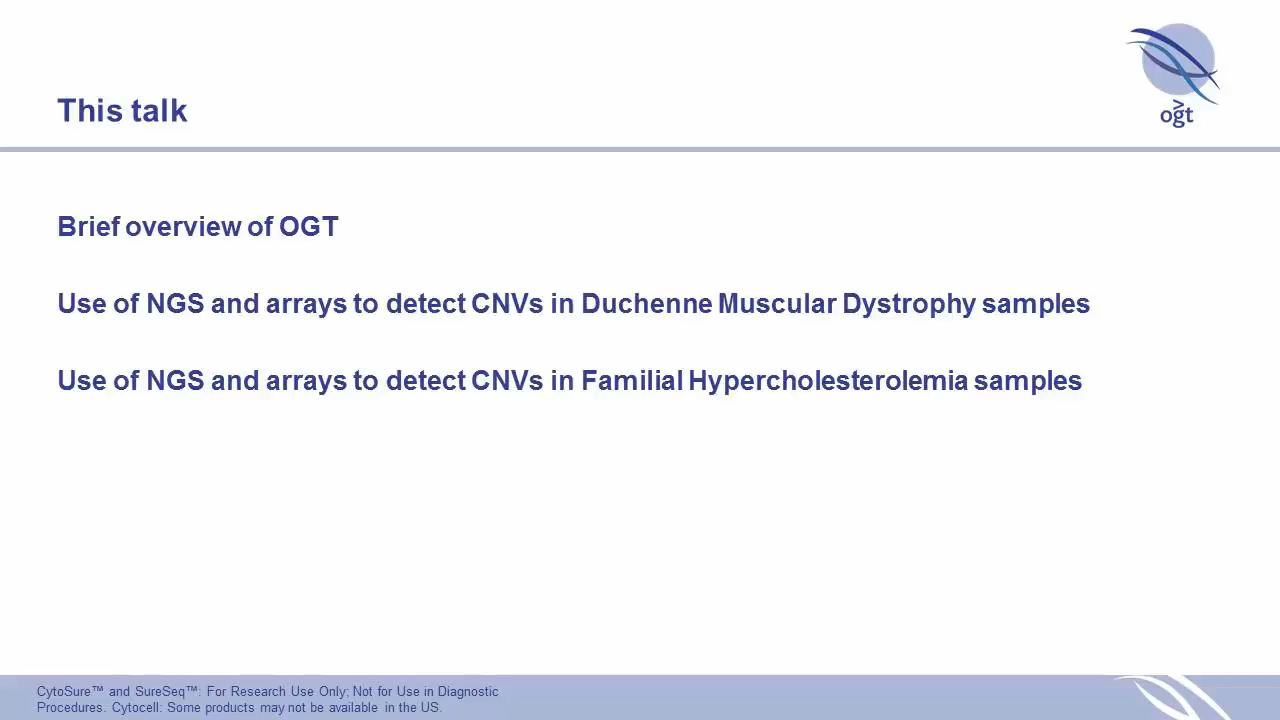 This talk
ogt
Brief overview of OGT
Use of NGS and arrays to detect CNVs in Duchenne Muscular Dystrophy samples
Use of NGS and arrays to detect CNVs in Familial Hypercholesterolemia samples
CytoSure™ and SureSeq™: For Research Use Only; Not for Use in Diagnostic
Procedures. Cytocell: Some products may not be available in the US.